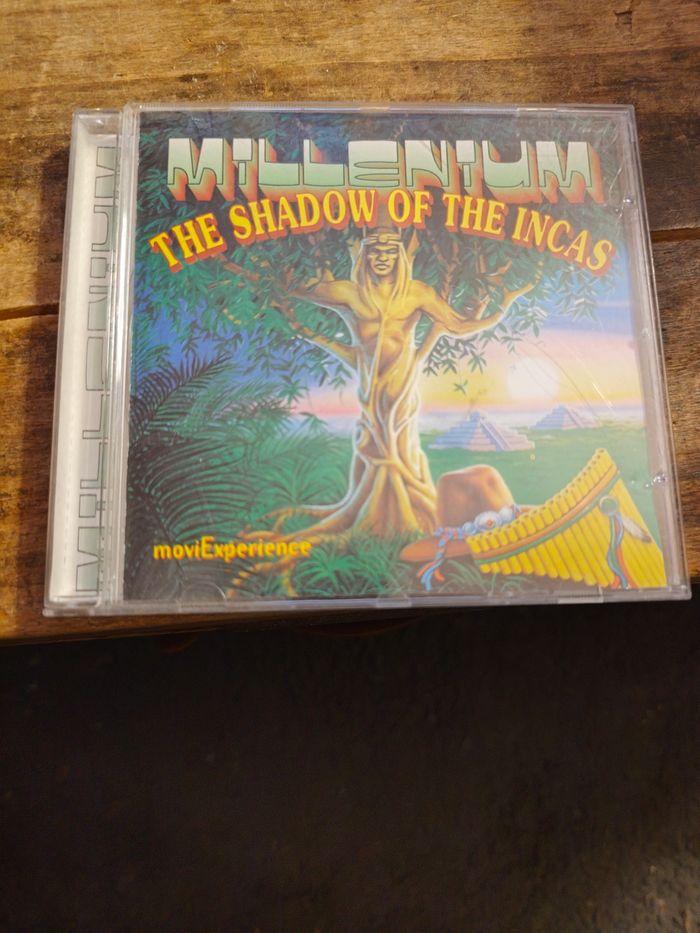 MiLLENiUM
THE SHADOW OF THE INCAS
moviExperience
MiLLENiUM